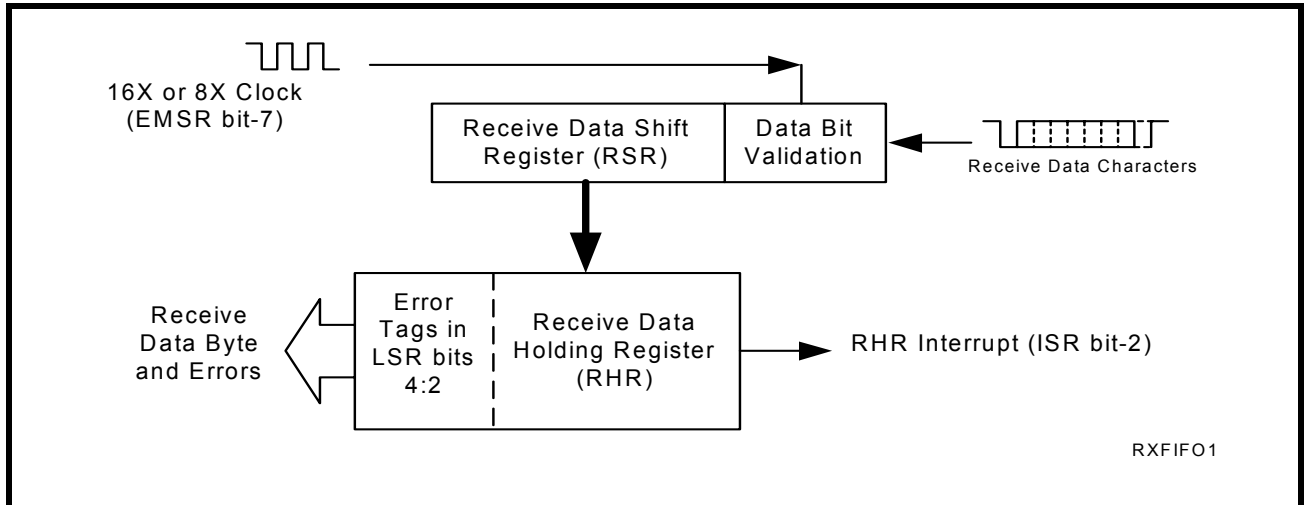 16X or 8X Clock
(EMSR bit-7)
Receive Data Shift
Register (RSR)
Data Bit
Validation
Receive Data Characters
Receive
Data Byte
and Errors
Error
Tags in
LSR bits
4:2
Receive Data
Holding Register
(RHR)
RHR Interrupt (ISR bit-2)
RXFIFO1